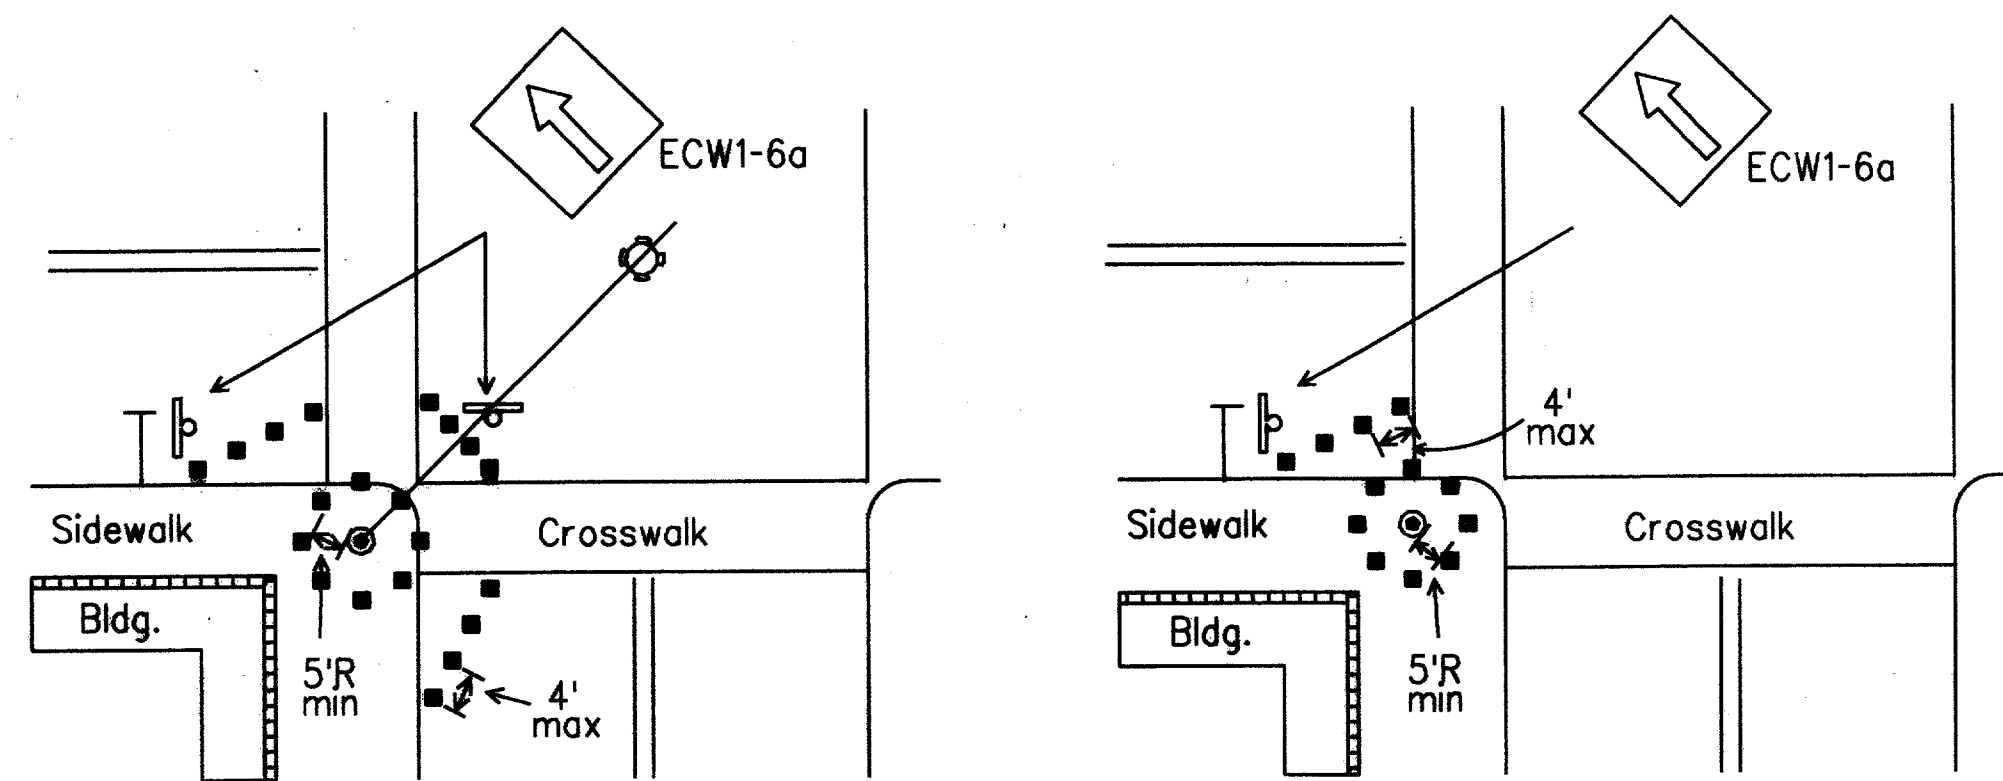 ECW1-6a
Sidewalk
Crosswalk
Bldg.
5'R
min
4'
max
ECW1-6a
4'
max
Sidewalk
Crosswalk
Bldg.
5'R
min